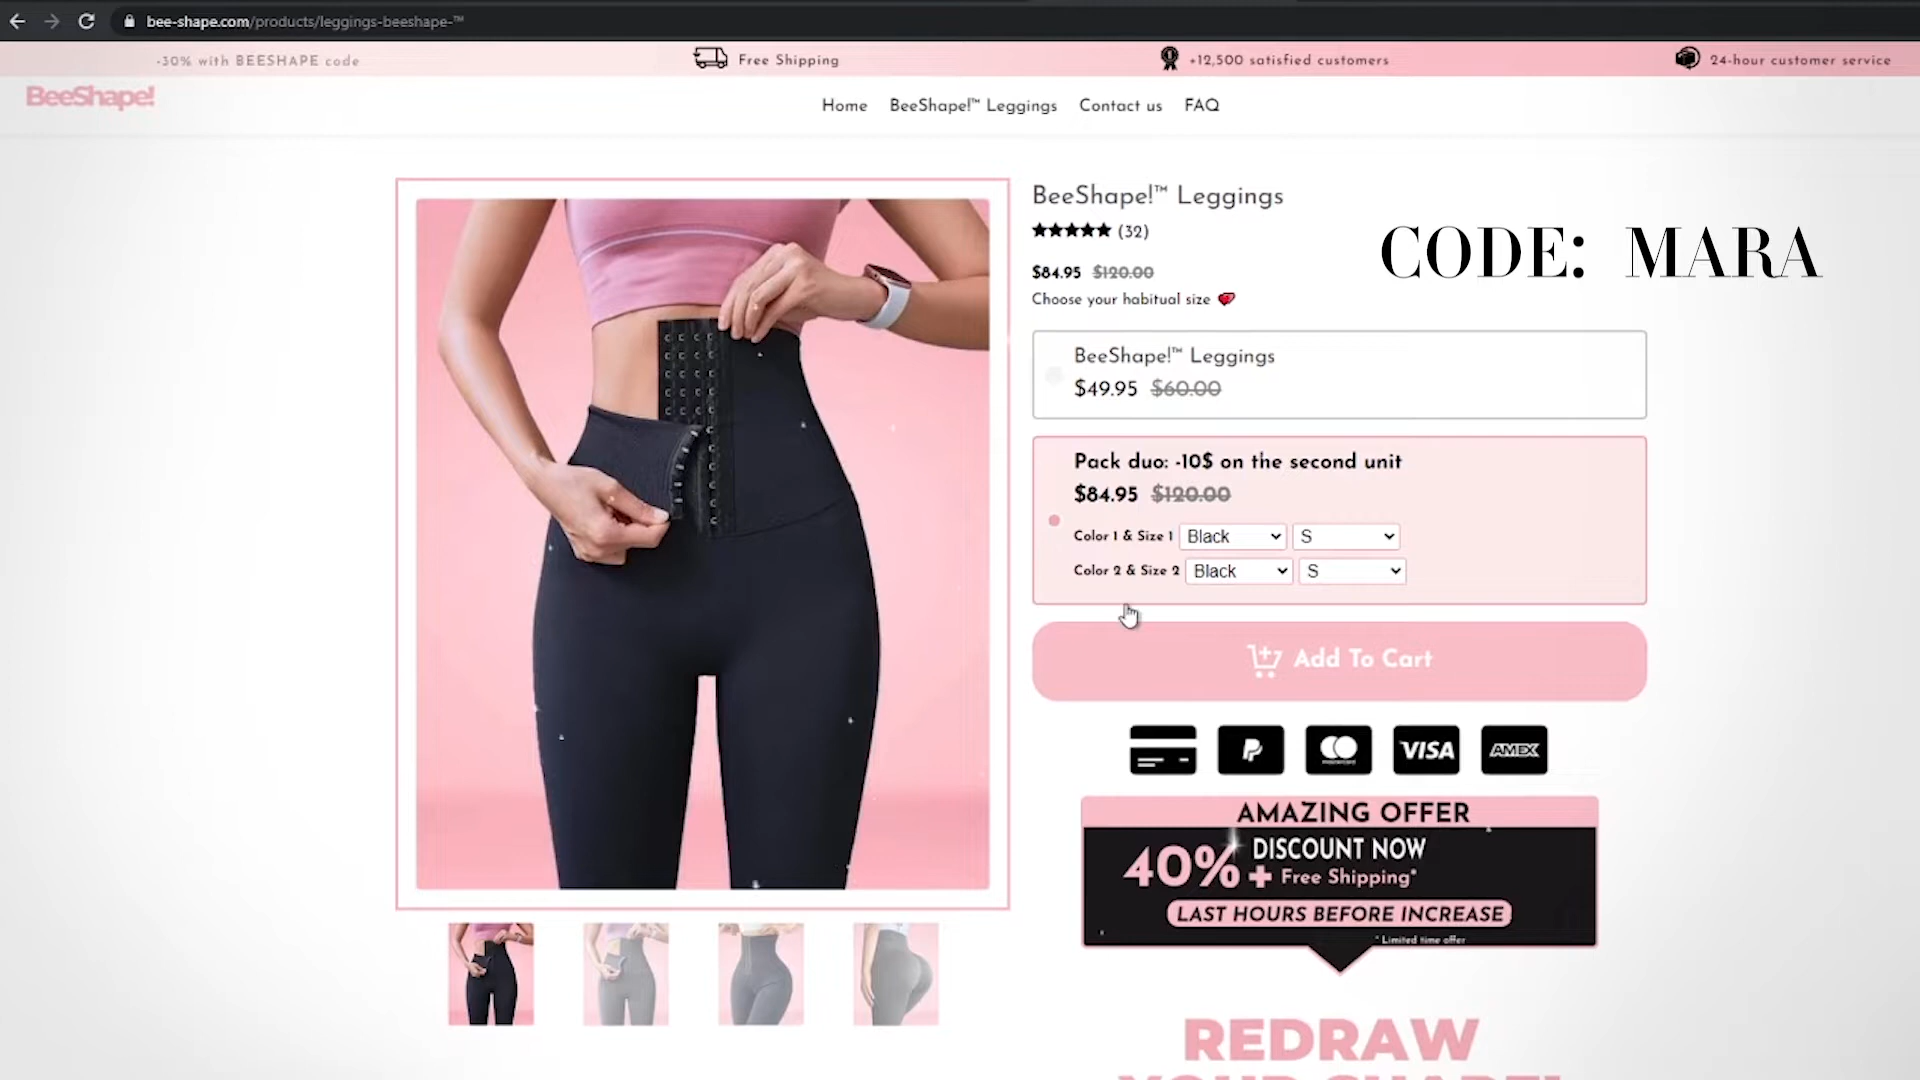 bee-shape.com/products/leggings-beeshape-™
-30% with BEESHAPE code
Free Shipping
+12,500 satisfied customers
24-hour customer service
BeeShape!
Home
BeeShape!™ Leggings
Contact us
FAQ
BeeShape!™ Leggings
(32)
CODE: MARA
$84.95 $120.00
Choose your habitual size
BeeShape!™ Leggings
$49.95 $60.00
Pack duo: -10$ on the second unit
$84.95 $120.00
Color 1 & Size 1 Black S
Color 2 & Size 2 Black S
Add To Cart
mastercard
VISA
AMEX
AMAZING OFFER
40% DISCOUNT NOW
+ Free Shipping*
LAST HOURS BEFORE INCREASE
* Limited time offer
REDRAW
YOUR SHAPE!